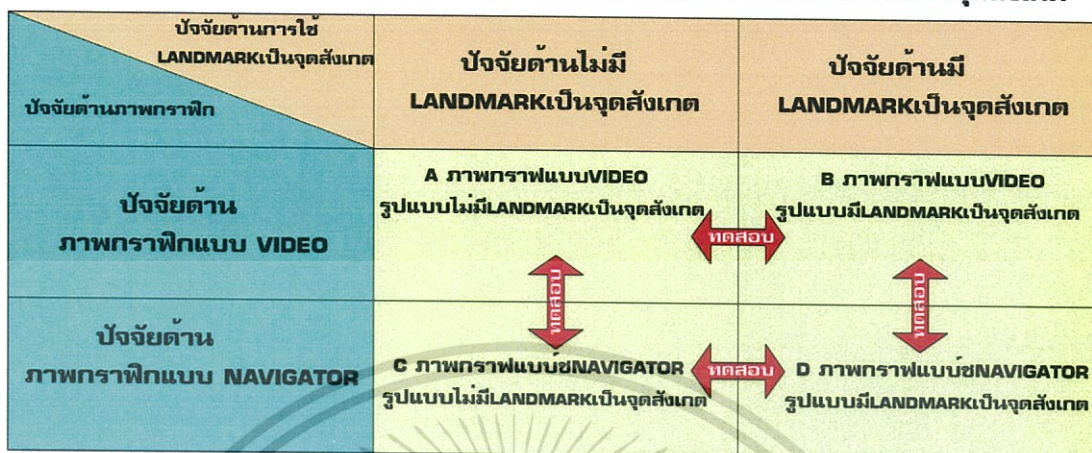 ปัจจัยด้านการใช้
LANDMARKเป็นจุดสังเกต
ปัจจัยด้านภาพกราฟิก
ปัจจัยด้านไม่มี
LANDMARKเป็นจุดสังเกต
ปัจจัยด้านมี
LANDMARKเป็นจุดสังเกต
ปัจจัยด้าน
ภาพกราฟิกแบบ VIDEO
A ภาพกราฟแบบVIDEO
รูปแบบไม่มีLANDMARKเป็นจุดสังเกต
ทดสอบ
B ภาพกราฟแบบVIDEO
รูปแบบมีLANDMARKเป็นจุดสังเกต
ทดสอบ
ทดสอบ
ปัจจัยด้าน
ภาพกราฟิกแบบ NAVIGATOR
C ภาพกราฟแบบ์ชNAVIGATOR
รูปแบบไม่มีLANDMARKเป็นจุดสังเกต
ทดสอบ
D ภาพกราฟแบบ์ชNAVIGATOR
รูปแบบมีLANDMARKเป็นจุดสังเกต